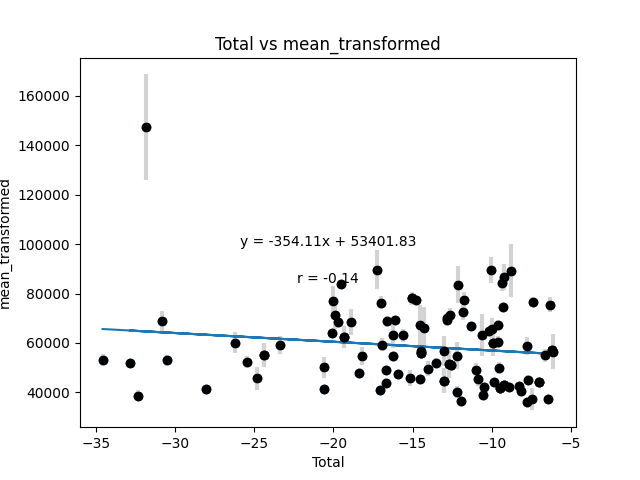 Total vs mean_transformed
mean_transformed
160000
140000
120000
100000
80000
60000
40000
y = -354.11x + 53401.83
r = -0.14
−35
−30
−25
−20
−15
−10
−5
Total